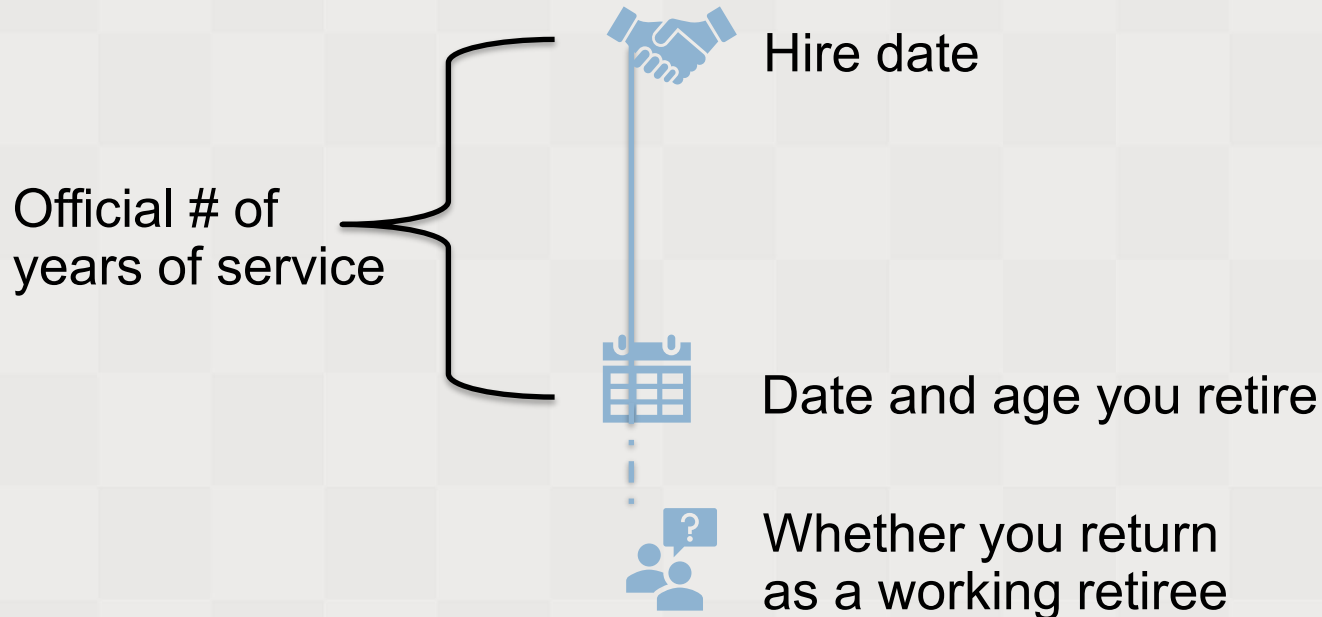 Hire date
Official # of
years of service
Date and age you retire
?
Whether you return
as a working retiree